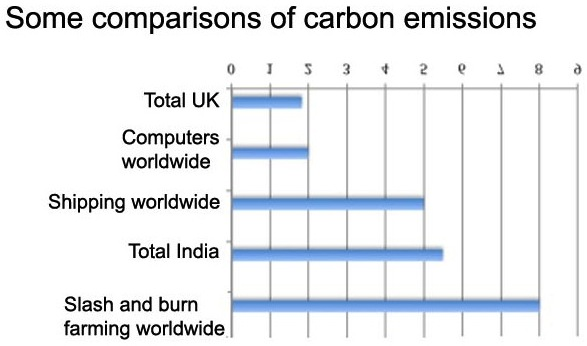 Some comparisons of carbon emissions
0 1 2 3 4 5 6 7 8 9
Total UK
Computers
worldwide
Shipping worldwide
Total India
Slash and burn
farming worldwide